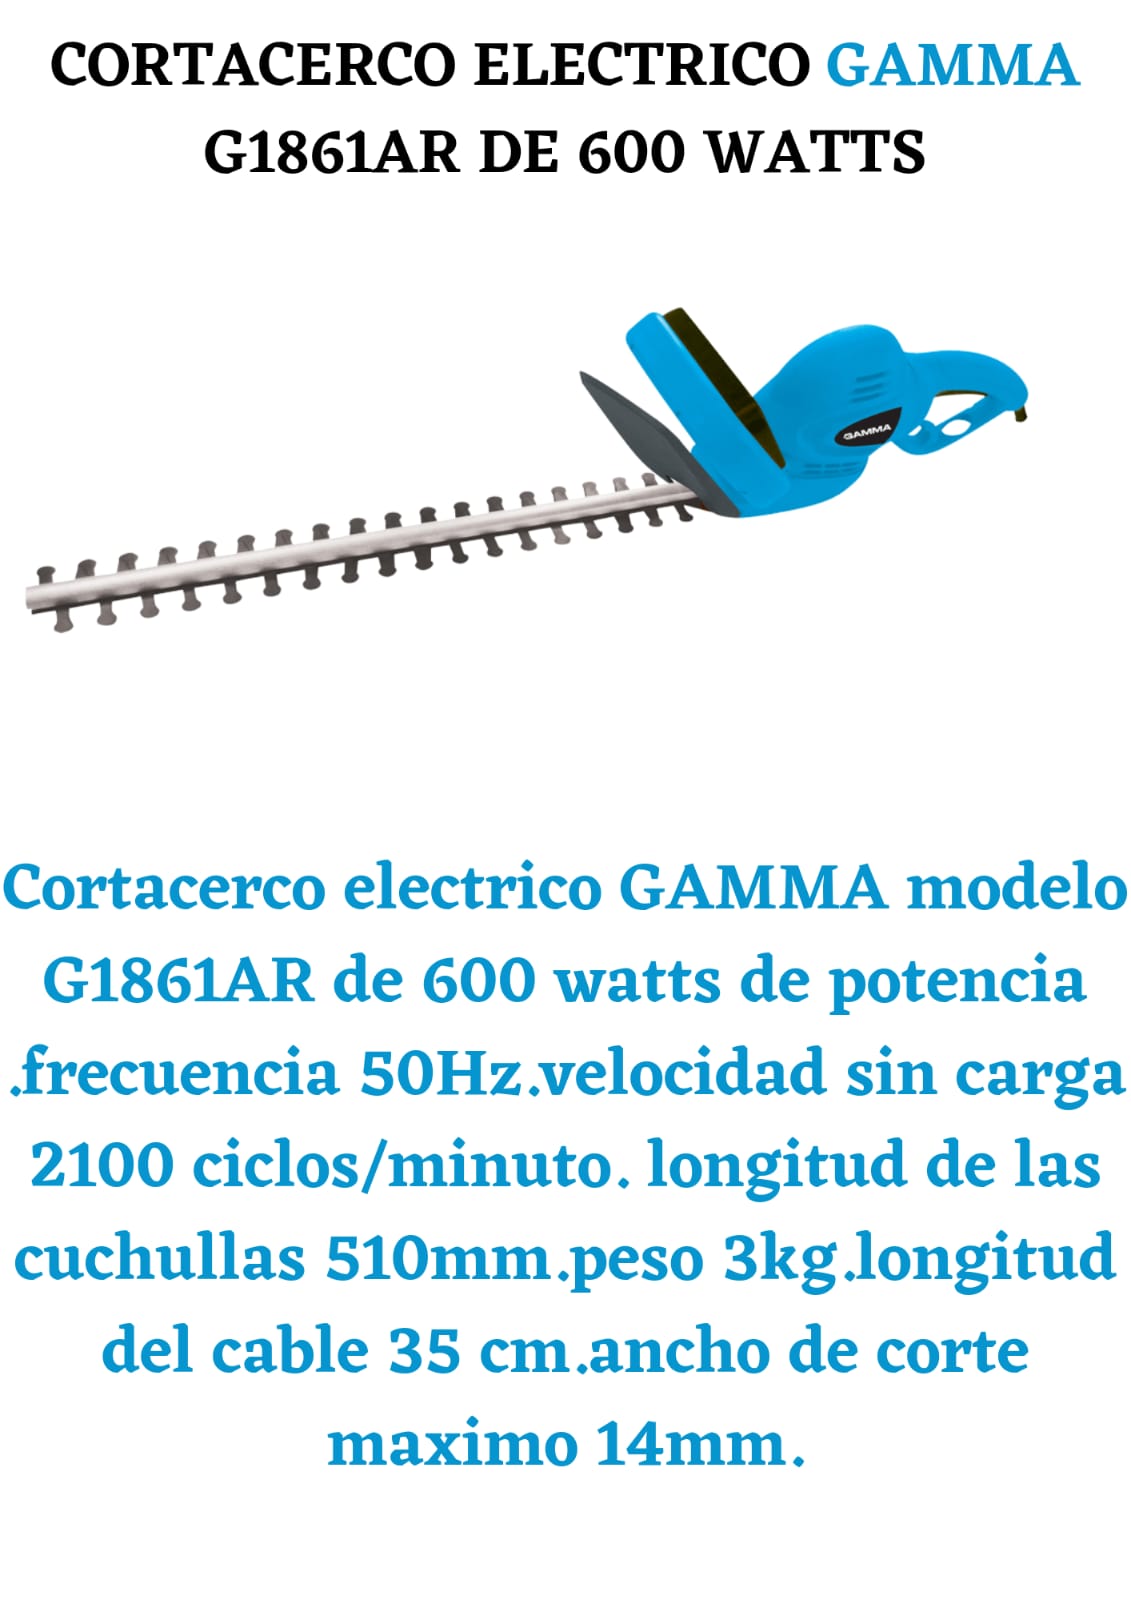 CORTACERCO ELECTRICO GAMMA
G1861AR DE 600 WATTS
GAMMA
Cortacerco electrico GAMMA modelo
G1861AR de 600 watts de potencia
.frecuencia 50Hz.velocidad sin carga
2100 ciclos/minuto. longitud de las
cuchullas 510mm.peso 3kg.longitud
del cable 35 cm.ancho de corte
maximo 14mm.